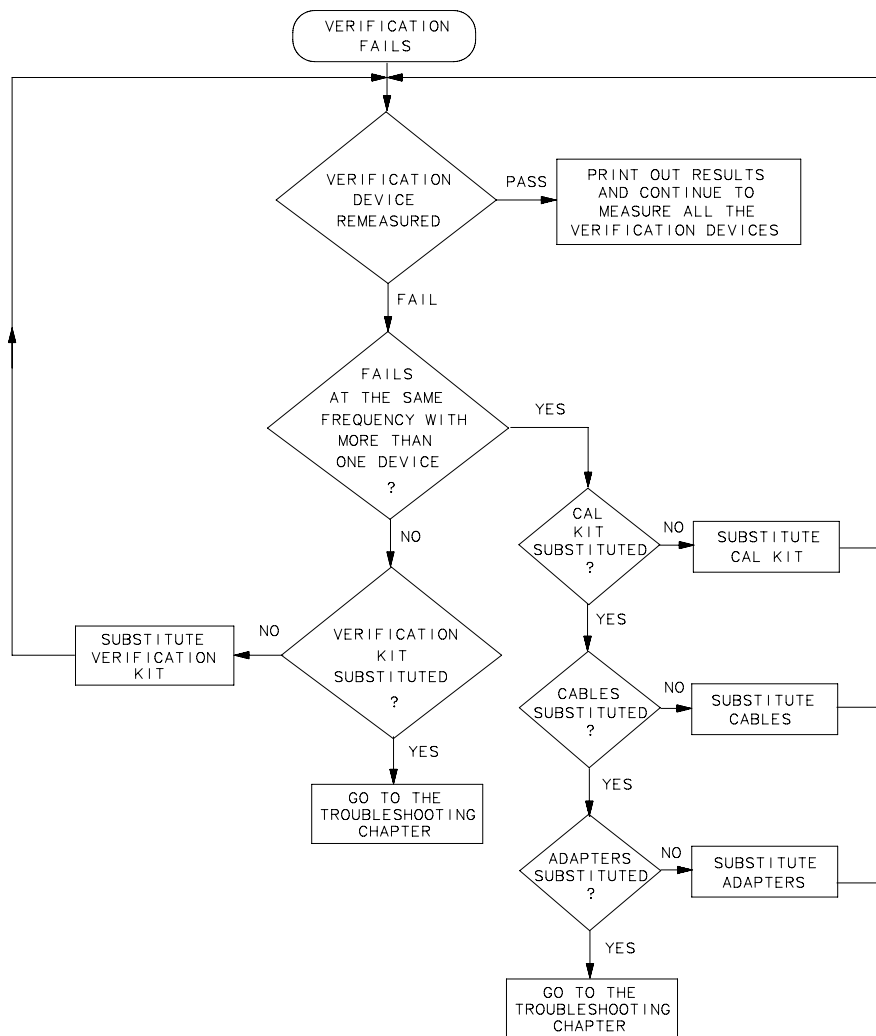 VERIFICATION
FAILS
VERIFICATION
DEVICE
REMEASURED
PASS
PRINT OUT RESULTS
AND CONTINUE TO
MEASURE ALL THE
VERIFICATION DEVICES
FAIL
FAILS
AT THE SAME
FREQUENCY WITH
MORE THAN
ONE DEVICE
?
YES
NO
CAL
KIT
SUBSTITUTED
?
NO
SUBSTITUTE
CAL KIT
YES
VERIFICATION
KIT
SUBSTITUTED
?
NO
SUBSTITUTE
VERIFICATION
KIT
YES
GO TO THE
TROUBLESHOOTING
CHAPTER
CABLES
SUBSTITUTED
?
NO
SUBSTITUTE
CABLES
YES
ADAPTERS
SUBSTITUTED
?
NO
SUBSTITUTE
ADAPTERS
YES
GO TO THE
TROUBLESHOOTING
CHAPTER